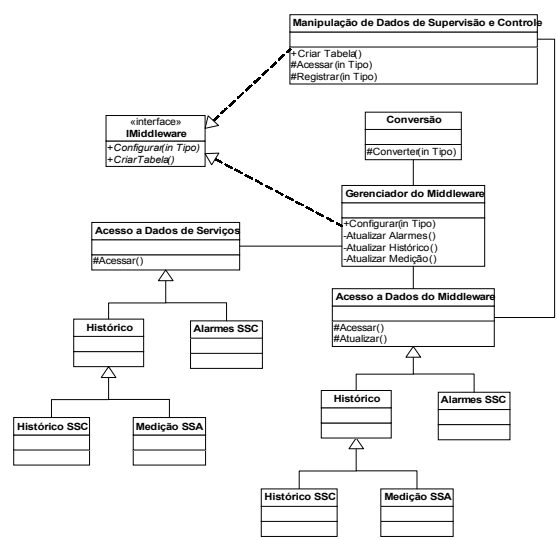 Manipulação de Dados de Supervisão e Controle
+Criar Tabela()
#Acessar(in Tipo)
#Registrar(in Tipo)
«interface»
IMiddleware
+Configurar(in Tipo)
+CriarTabela()
Conversão
#Converter(in Tipo)
Gerenciador do Middleware
+Configurar(in Tipo)
-Atualizar Alarmes()
-Atualizar Histórico()
-Atualizar Medição()
Acesso a Dados de Serviços
#Acessar()
Acesso a Dados do Middleware
#Acessar()
#Atualizar()
Histórico
Alarmes SSC
Histórico SSC
Medição SSA
Histórico
Alarmes SSC
Histórico SSC
Medição SSA